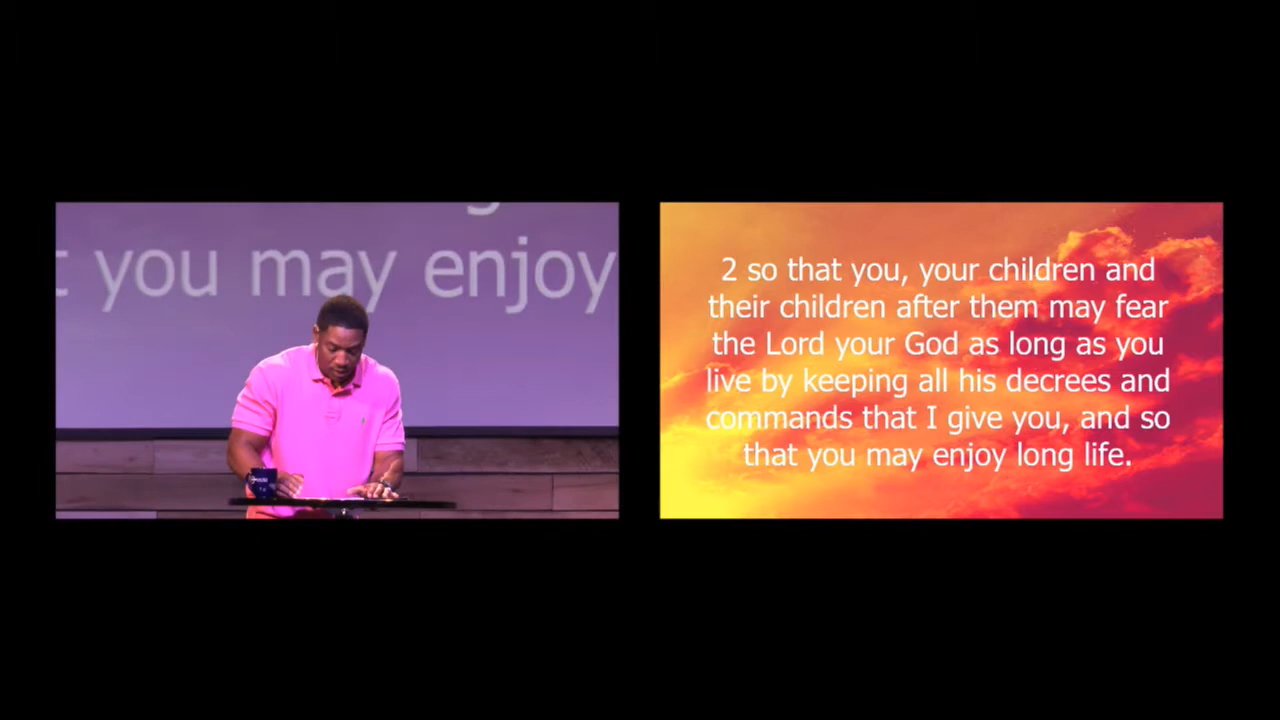 t you may enjoy
2 so that you, your children and
their children after them may fear
the Lord your God as long as you
live by keeping all his decrees and
commands that I give you, and so
that you may enjoy long life.